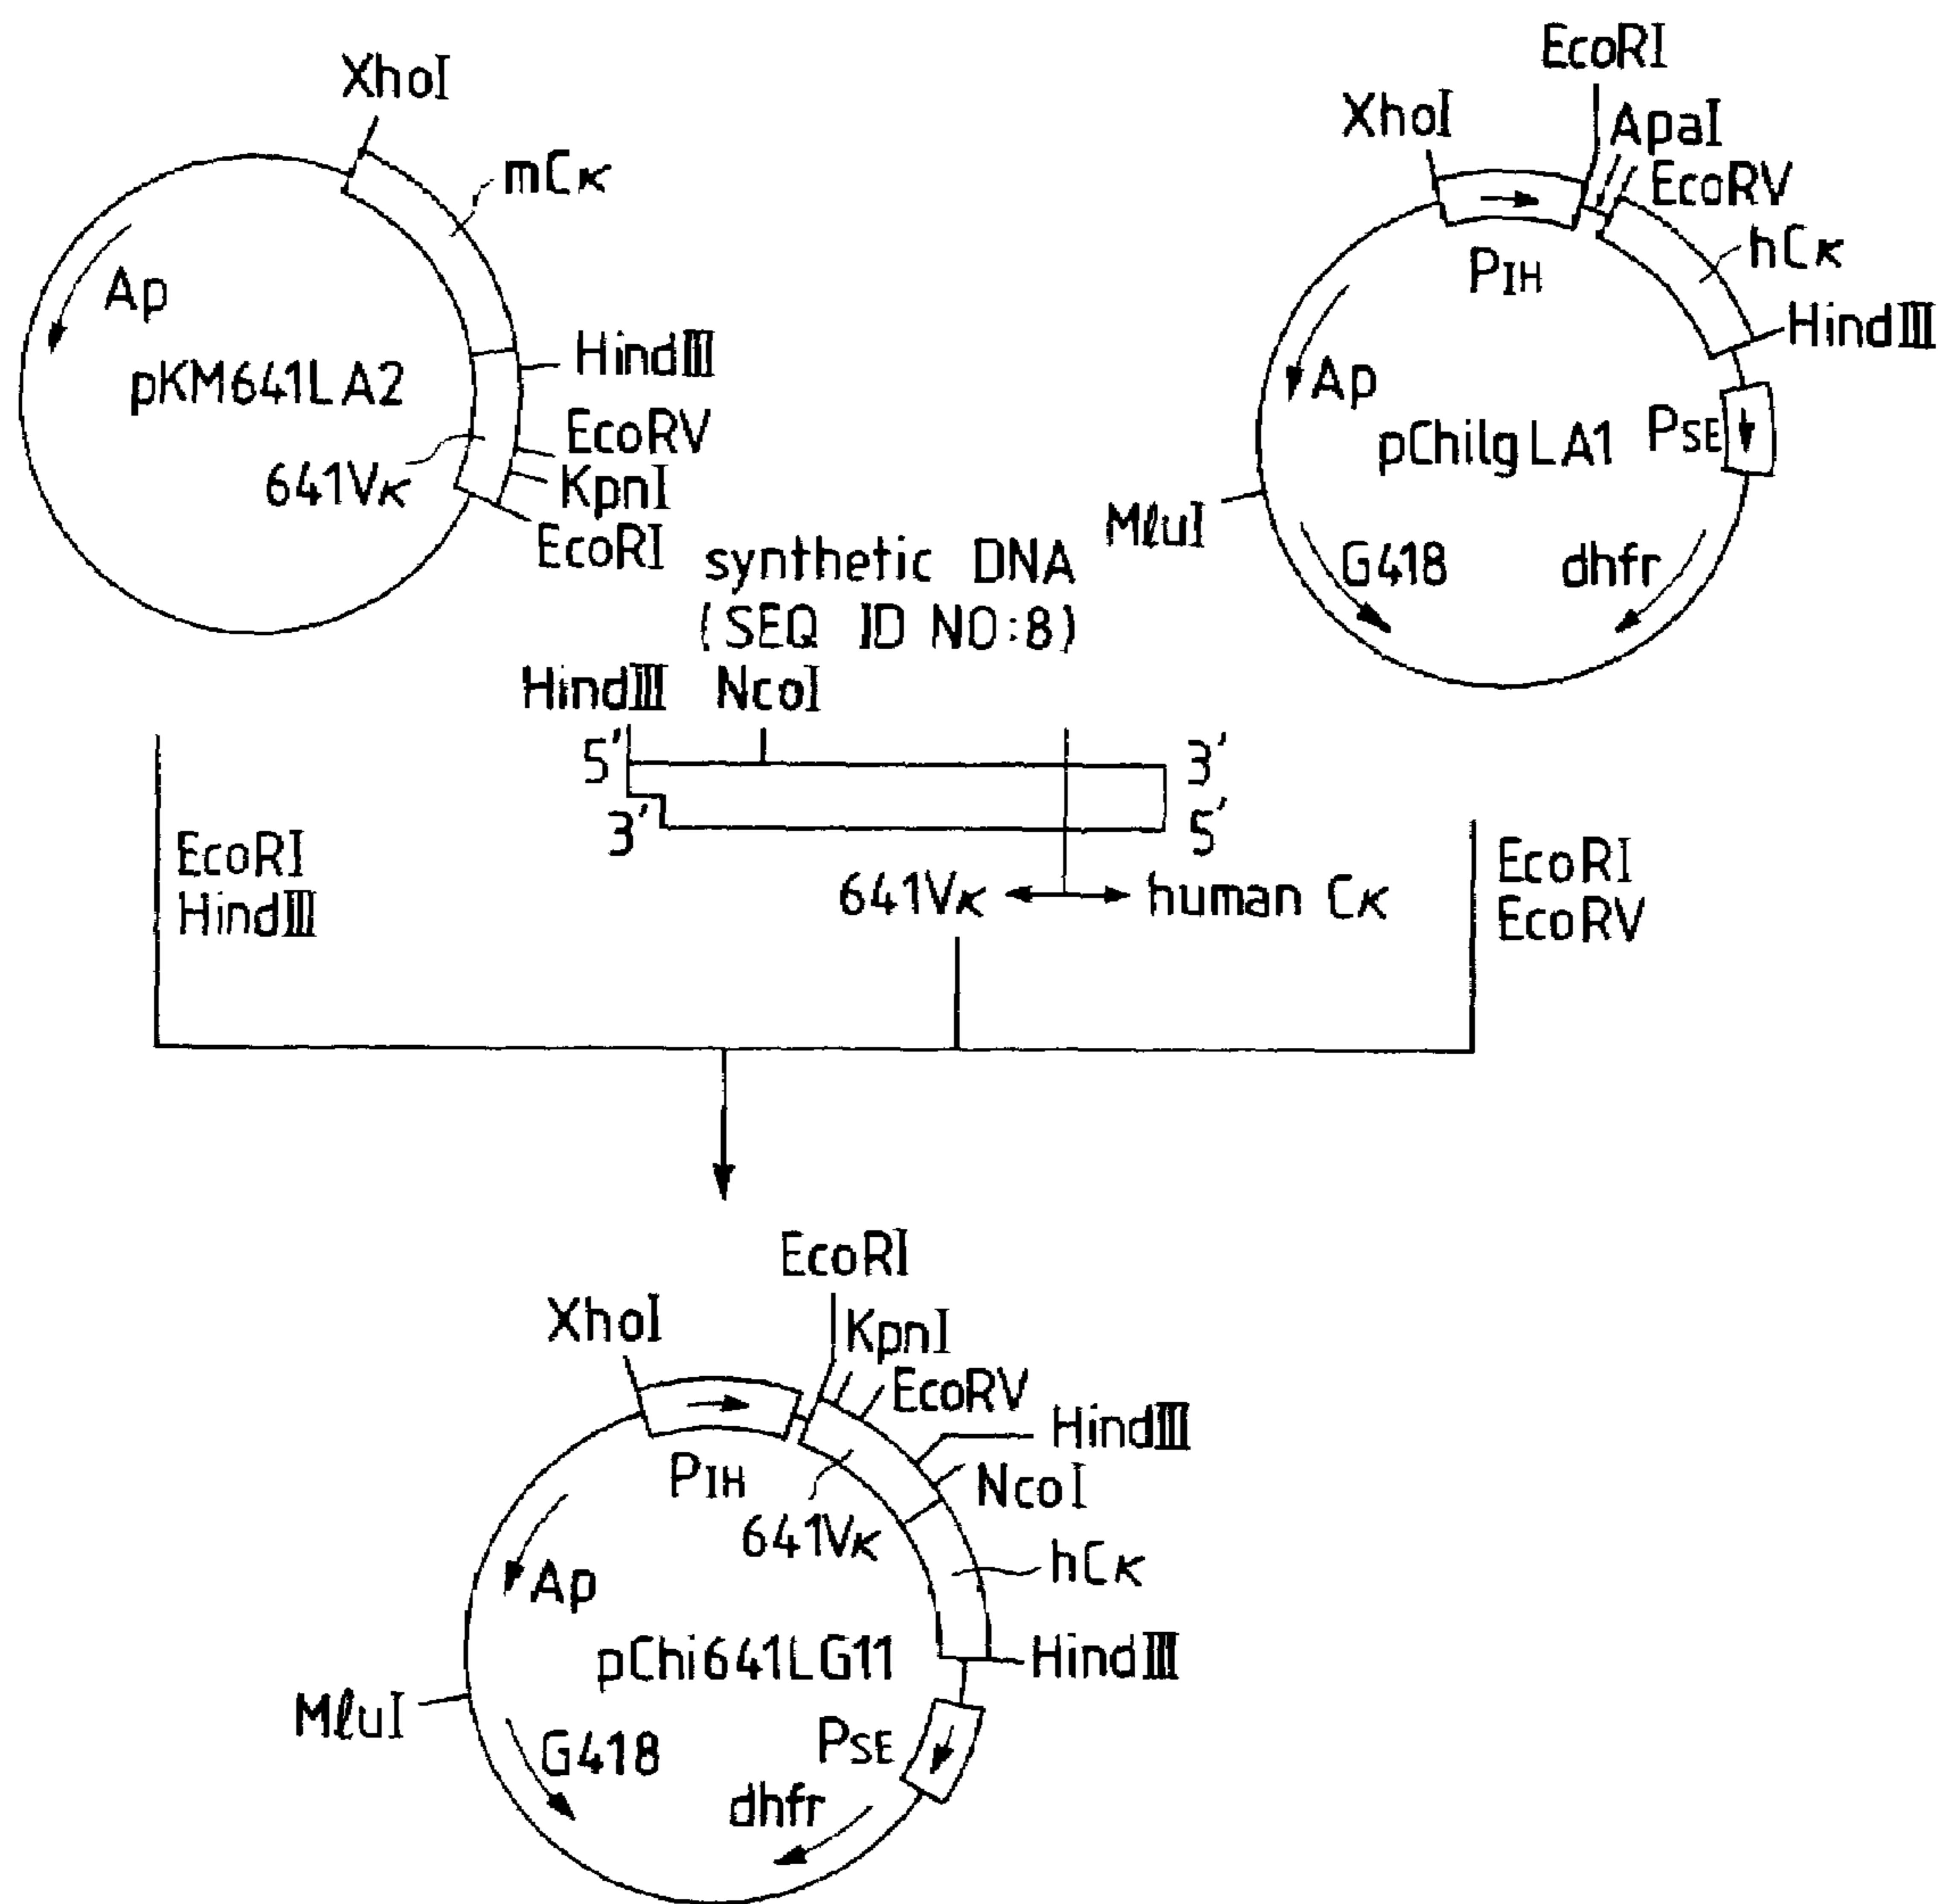 XhoI
mCκ
Ap
pKM641LA2
HindIII
EcoRV
641Vκ
KpnI
EcoRI
EcoRI
XhoI
ApaI
EcoRV
hCκ
PIH
HindIII
Ap
pChiIgLA1
PSE
MluI
G418
dhfr
synthetic DNA
(SEQ ID NO:8)
HindIII NcoI
5′ 3′
3′ 5′
641Vκ human Cκ
EcoRI
HindIII
EcoRI
EcoRV
EcoRI
XhoI
KpnI
EcoRV
HindIII
NcoI
PIH
641Vκ
hCκ
Ap
pChi641LG11
HindIII
MluI
G418
PSE
dhfr